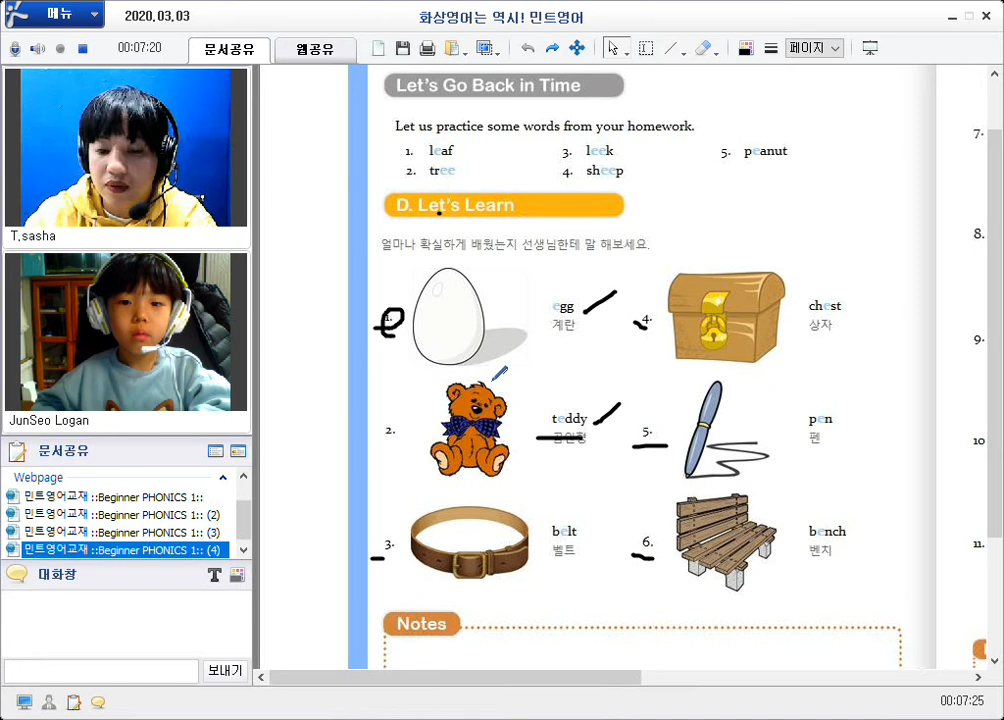 메뉴
2020,03,03
화상영어는 역시! 민트영어
00:07:20
문서공유
웹공유
페이지
T,sasha
JunSeo Logan
문서공유
Webpage
민트영어교재 ::Beginner PHONICS 1::
민트영어교재 ::Beginner PHONICS 1:: (2)
민트영어교재 ::Beginner PHONICS 1:: (3)
민트영어교재 ::Beginner PHONICS 1:: (4)
대화창
T
보내기
Let's Go Back in Time
Let us practice some words from your homework.
1. leaf
3. leek
5. peanut
2. tree
4. sheep
D. Let's Learn
얼마나 확실하게 배웠는지 선생님한테 말 해보세요.
e
egg
계란
4.
chest
상자
2.
teddy
곰인형
5.
pen
펜
3.
belt
벨트
6.
bench
벤치
Notes
7.
8.
9.
10
11.
00:07:25